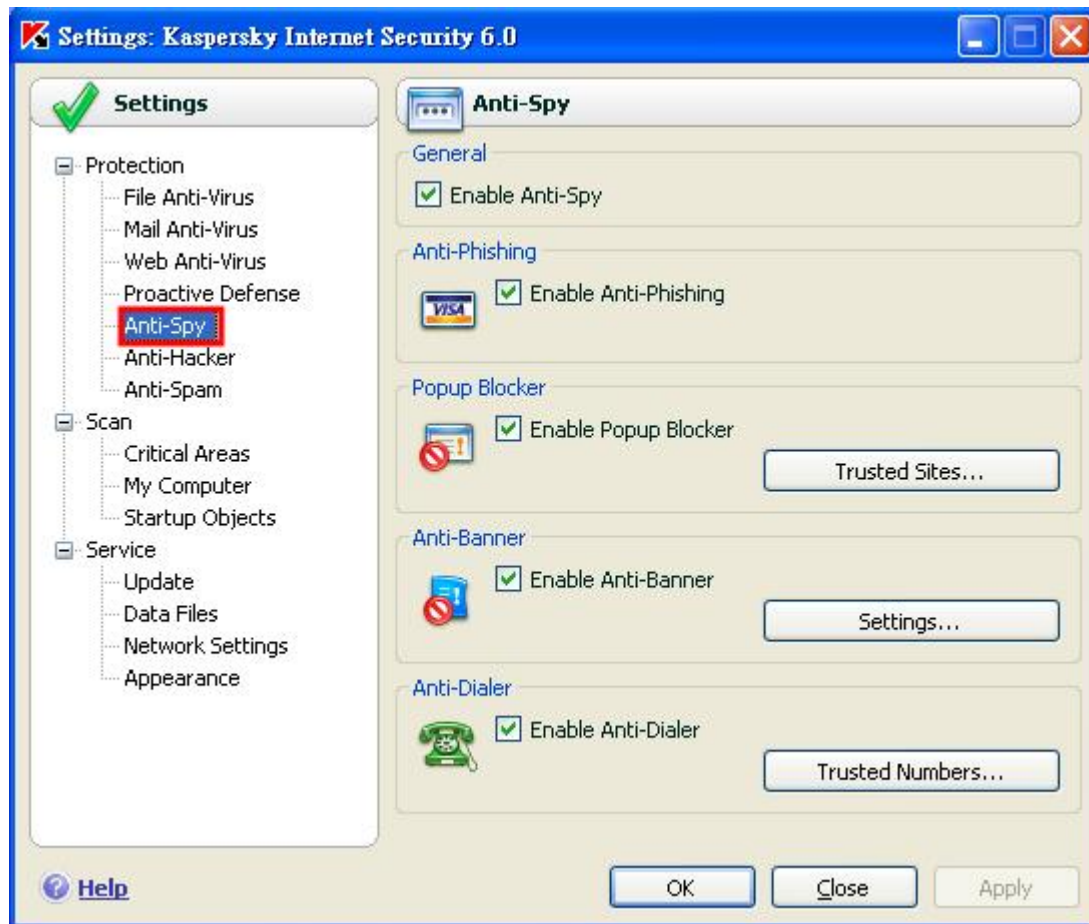 Settings: Kaspersky Internet Security 6.0
Settings
Protection
File Anti-Virus
Mail Anti-Virus
Web Anti-Virus
Proactive Defense
Anti-Spy
Anti-Hacker
Anti-Spam
Scan
Critical Areas
My Computer
Startup Objects
Service
Update
Data Files
Network Settings
Appearance
Anti-Spy
General
Enable Anti-Spy
Anti-Phishing
VISA
Enable Anti-Phishing
Popup Blocker
Enable Popup Blocker
Trusted Sites...
Anti-Banner
Enable Anti-Banner
Settings...
Anti-Dialer
Enable Anti-Dialer
Trusted Numbers...
Help
OK
Close
Apply